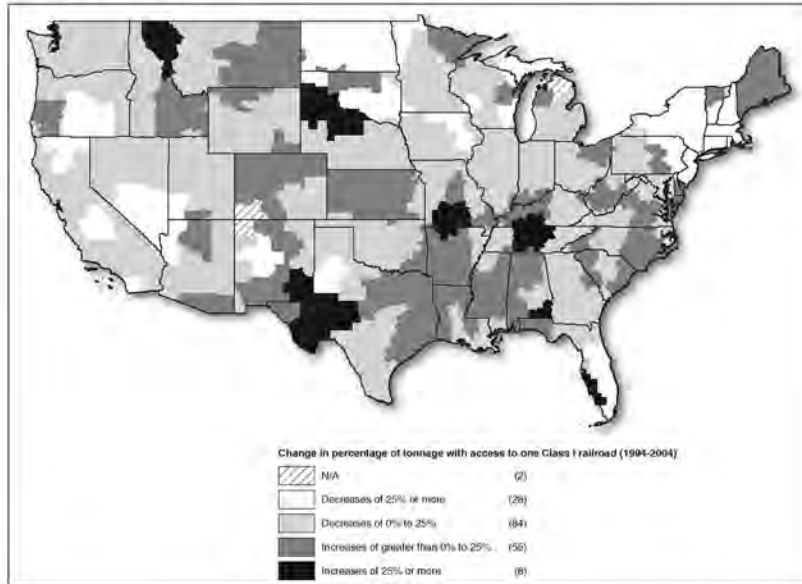 Change in percentage of tonnage with access to one Class I railroad (1994-2004)
N/A (2)
Decreases of 25% or more (28)
Decreases of 0% to 25% (84)
Increases of greater than 0% to 25%
Increases of 25% or more